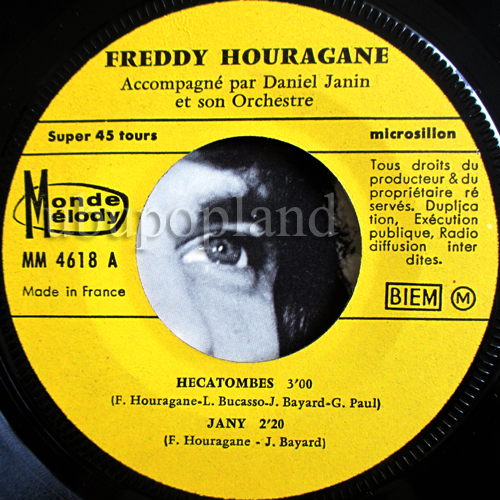 FREDDY HOURAGANE
Accompagné par Daniel Janin
et son Orchestre
Super 45 tours
microsillon
Monde
Mélody
MM 4618 A
Made in France
Tous droits du
producteur & du
propriétaire ré
servés. Duplica
tion, Exécution
publique, Radio
diffusion inter
dites.
BIEM M
ubupopland
HECATOMBES 3'00
(F. Houragane-L. Bucasso-J. Bayard-G. Paul)
JANY 2'20
(F. Houragane - J. Bayard)